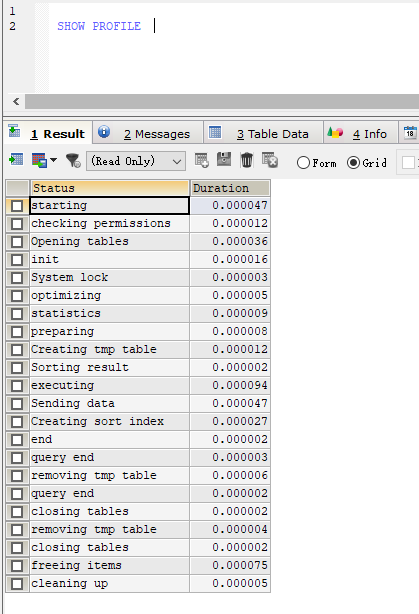 1
2 SHOW PROFILE
1 Result 2 Messages 3 Table Data 4 Info 18
(Read Only) Form Grid
Status Duration
starting 0.000047
checking permissions 0.000012
Opening tables 0.000036
init 0.000016
System lock 0.000003
optimizing 0.000005
statistics 0.000009
preparing 0.000008
Creating tmp table 0.000012
Sorting result 0.000002
executing 0.000094
Sending data 0.000047
Creating sort index 0.000027
end 0.000002
query end 0.000003
removing tmp table 0.000006
query end 0.000002
closing tables 0.000002
removing tmp table 0.000004
closing tables 0.000002
freeing items 0.000075
cleaning up 0.000005